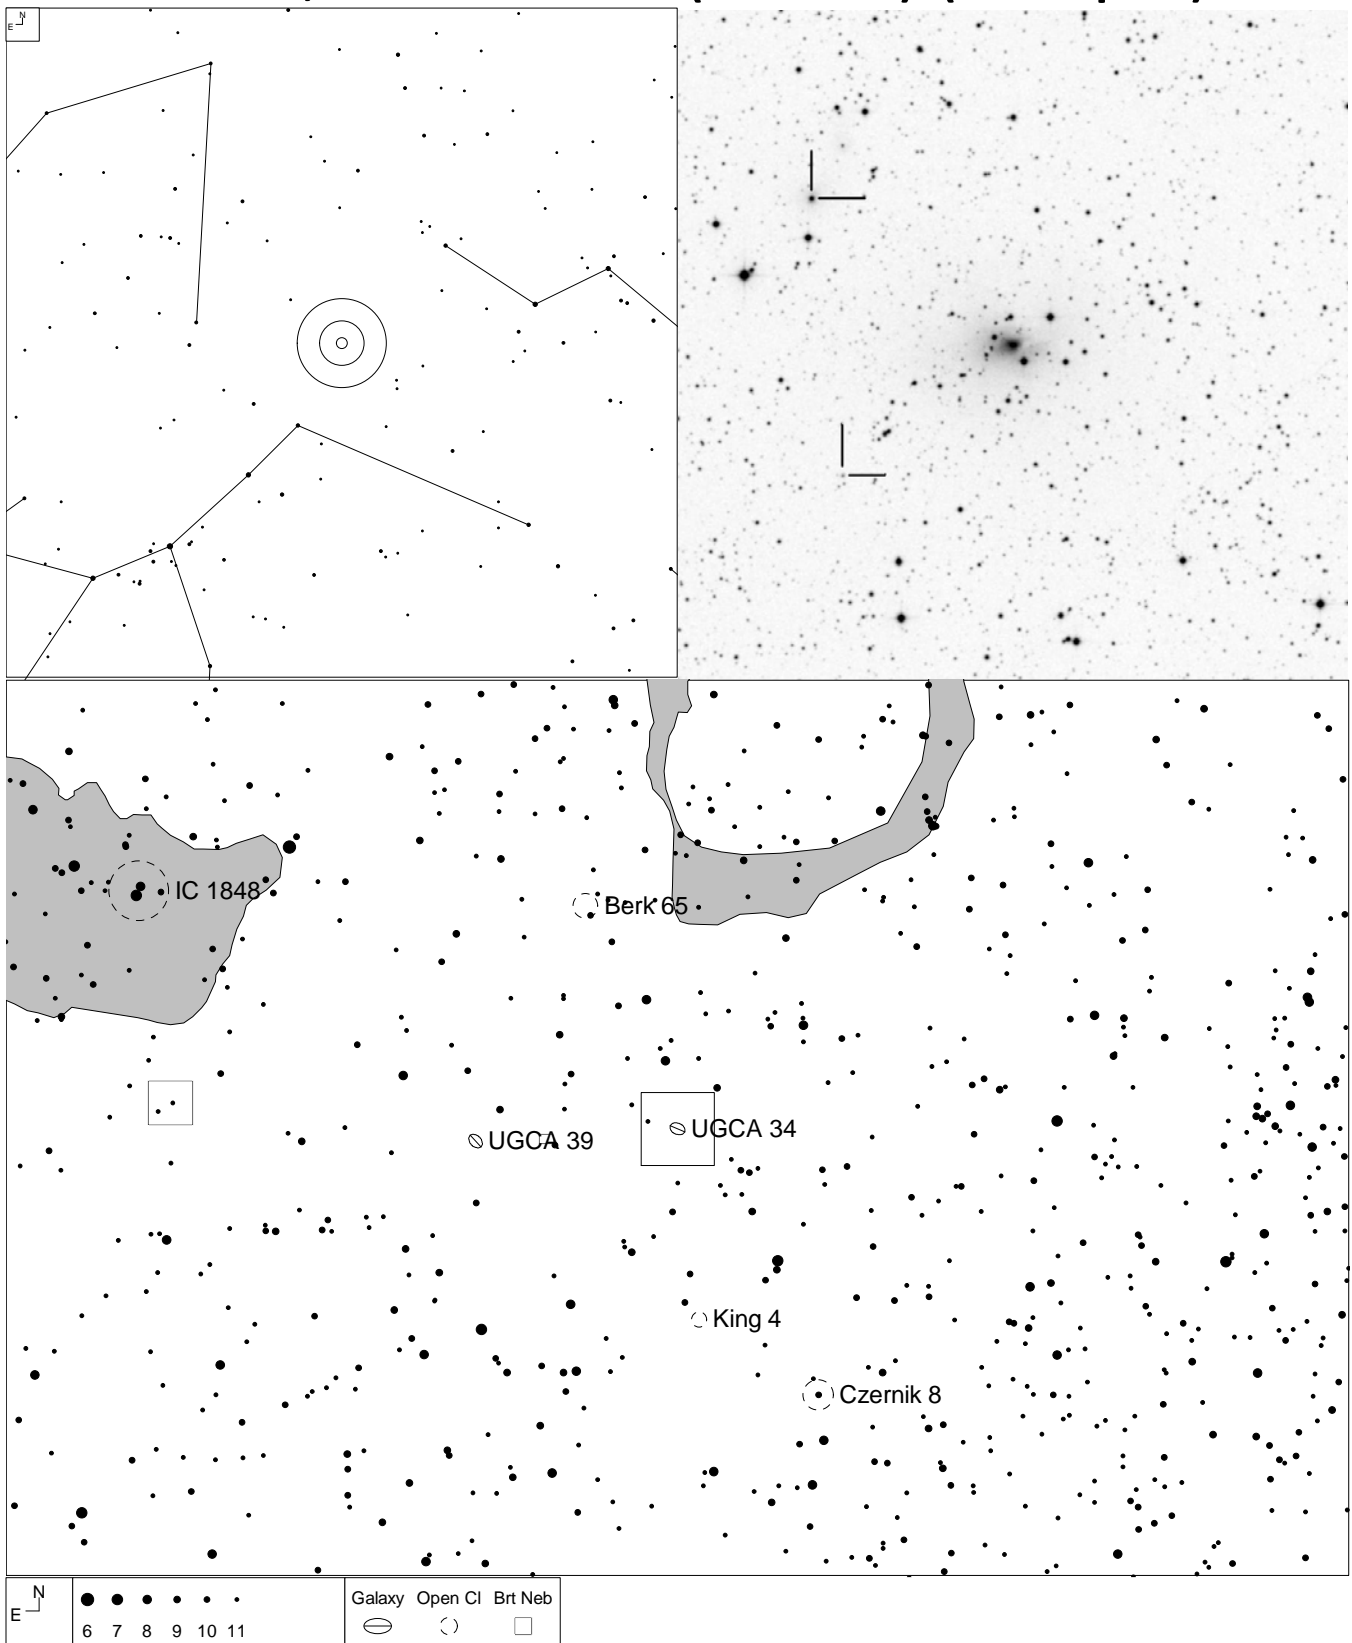 N
E
IC 1848
Berk 65
UGCA 39
UGCA 34
King 4
Czernik 8
N
E
6 7 8 9 10 11
Galaxy Open Cl Brt Neb